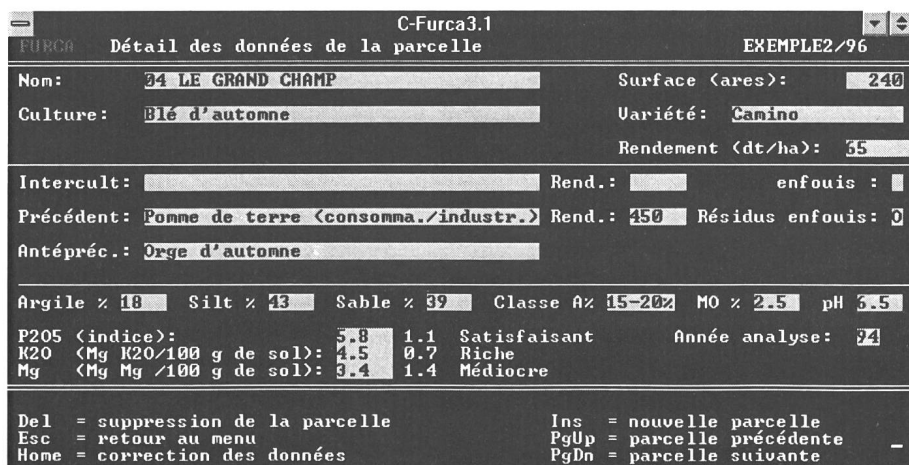 C-Furca3.1
FURCA Détail des données de la parcelle EXEMPLE2/96
Nom: 04 LE GRAND CHAMP Surface (ares): 240
Culture: Blé d'automne Variété: Camino
Rendement (dt/ha): 65
Intercult: Rend.: enfouis :
Précédent: Pomme de terre (consomma./industr.) Rend.: 450 Résidus enfouis: O
Antépréc.: Orge d'automne
Argile % 18 Silt % 43 Sable % 39 Classe A% 15-20% MO % 2.5 pH 6.5
P2O5 (indice): 5.8 1.1 Satisfaisant Année analyse: 94
K2O (Mg K2O/100 g de sol): 4.5 0.7 Riche
Mg (Mg Mg /100 g de sol): 3.4 1.4 Médiocre
Del = suppression de la parcelle Ins = nouvelle parcelle
Esc = retour au menu PgUp = parcelle précédente
Home = correction des données PgDn = parcelle suivante